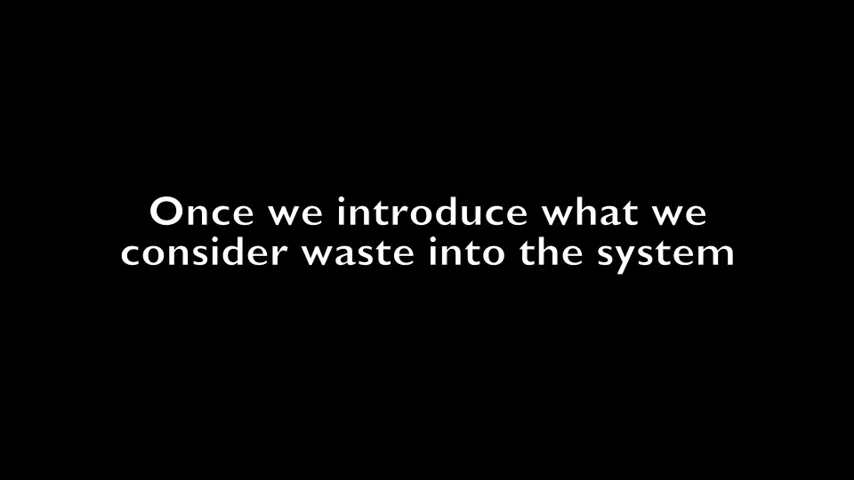 Once we introduce what we
consider waste into the system